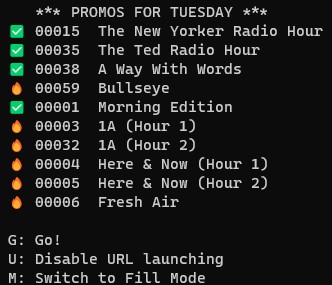 *** PROMOS FOR TUESDAY ***
✅ 00015 The New Yorker Radio Hour
✅ 00035 The Ted Radio Hour
✅ 00038 A Way With Words
🔥 00059 Bullseye
✅ 00001 Morning Edition
🔥 00003 1A (Hour 1)
🔥 00032 1A (Hour 2)
🔥 00004 Here & Now (Hour 1)
🔥 00005 Here & Now (Hour 2)
🔥 00006 Fresh Air
G: Go!
U: Disable URL launching
M: Switch to Fill Mode